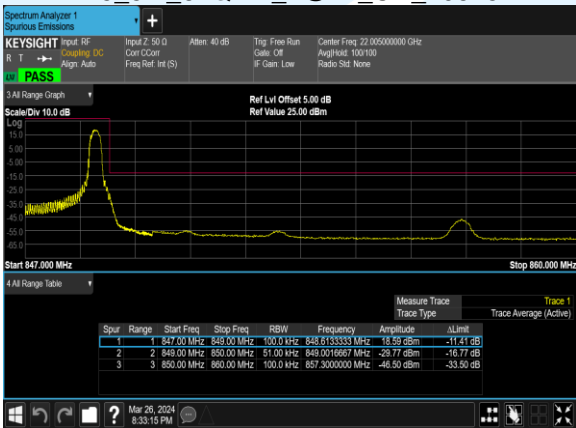 Spectrum Analyzer 1
Spurious Emissions
+
KEYSIGHT Input: RF Input Z: 50 Ω Atten: 40 dB Trig: Free Run Center Freq: 22.005000000 GHz
R T Coupling: DC Corr CCorr Gate: Off Avg|Hold: 100/100
Align: Auto Freq Ref: Int (S) IF Gain: Low Radio Std: None
PASS
3 All Range Graph
Ref Lvl Offset 5.00 dB
Scale/Div 10.0 dB Ref Value 25.00 dBm
Log
15.0
5.00
-5.00
-15.0
-25.0
-35.0
-45.0
-55.0
-65.0
Start 847.000 MHz Stop 860.000 MHz
4 All Range Table
Measure Trace Trace 1
Trace Type Trace Average (Active)
Spur Range Start Freq Stop Freq RBW Frequency Amplitude ΔLimit
1 1 847.00 MHz 849.00 MHz 100.0 kHz 848.6133333 MHz 18.59 dBm -11.41 dB
2 2 849.00 MHz 850.00 MHz 51.00 kHz 849.0016667 MHz -29.77 dBm -16.77 dB
3 3 850.00 MHz 860.00 MHz 100.0 kHz 857.3000000 MHz -46.50 dBm -33.50 dB
? Mar 26, 2024
8:33:15 PM